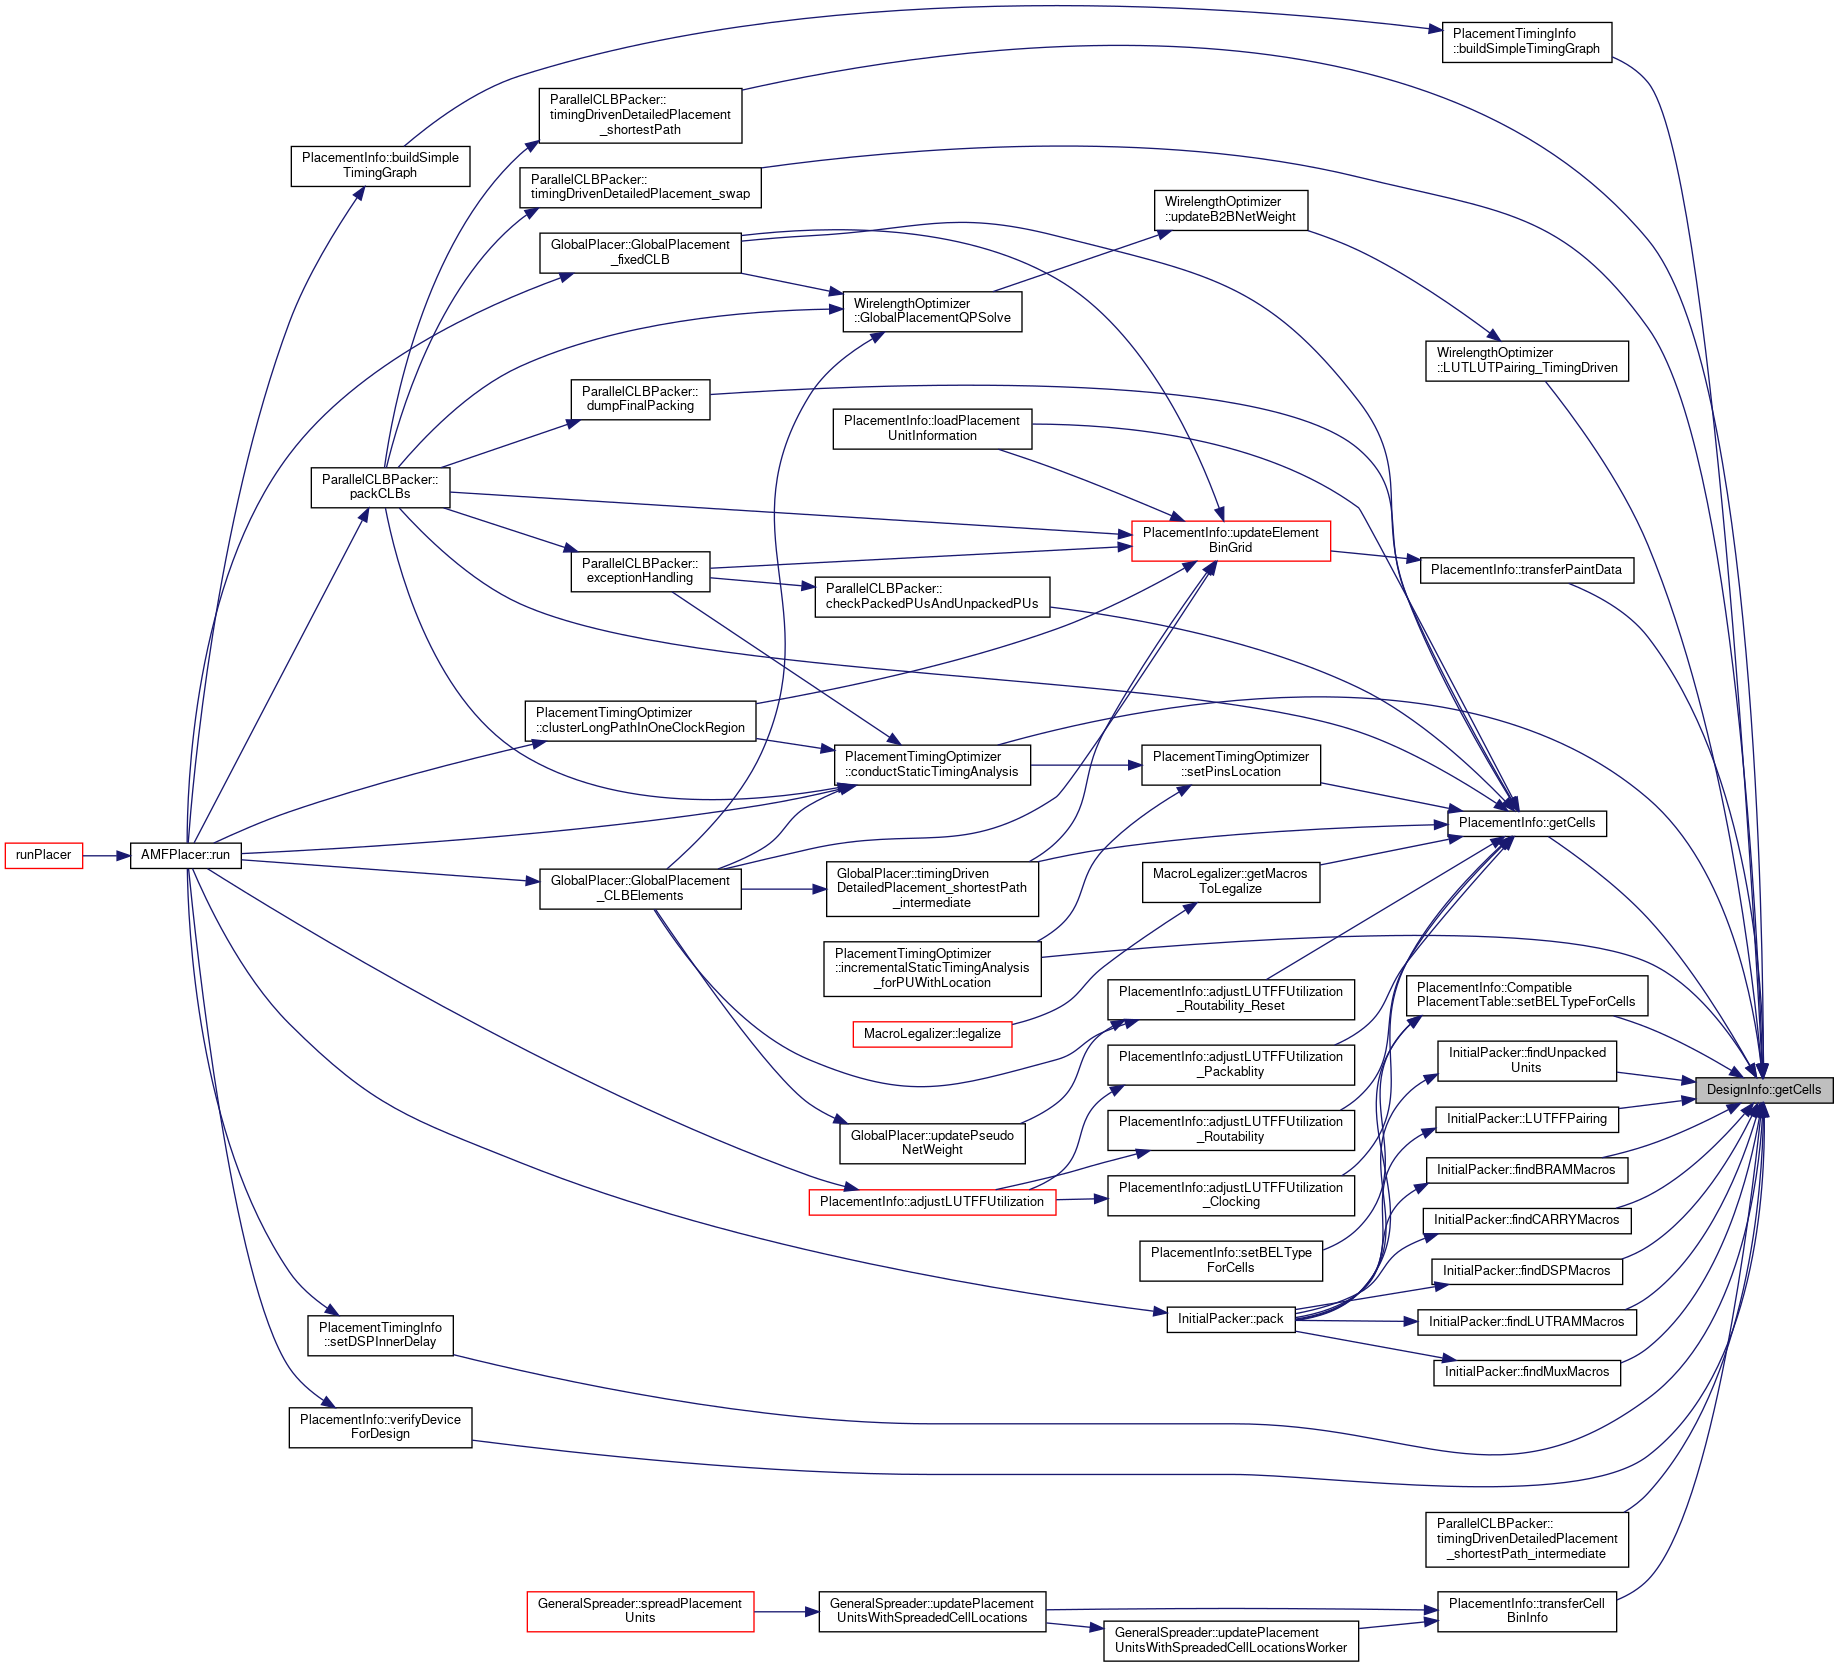 PlacementTimingInfo
::buildSimpleTimingGraph
ParallelCLBPacker::
timingDrivenDetailedPlacement
_shortestPath
PlacementInfo::buildSimple
TimingGraph
ParallelCLBPacker::
timingDrivenDetailedPlacement_swap
WirelengthOptimizer
::updateB2BNetWeight
GlobalPlacer::GlobalPlacement
_fixedCLB
WirelengthOptimizer
::GlobalPlacementQPSolve
WirelengthOptimizer
::LUTLUTPairing_TimingDriven
ParallelCLBPacker::
dumpFinalPacking
PlacementInfo::loadPlacement
UnitInformation
ParallelCLBPacker::
packCLBs
PlacementInfo::updateElement
BinGrid
ParallelCLBPacker::
exceptionHandling
PlacementInfo::transferPaintData
ParallelCLBPacker::
checkPackedPUsAndUnpackedPUs
PlacementTimingOptimizer
::clusterLongPathInOneClockRegion
PlacementTimingOptimizer
::conductStaticTimingAnalysis
PlacementTimingOptimizer
::setPinsLocation
PlacementInfo::getCells
runPlacer
AMFPlacer::run
GlobalPlacer::GlobalPlacement
_CLBElements
GlobalPlacer::timingDriven
DetailedPlacement_shortestPath
_intermediate
MacroLegalizer::getMacros
ToLegalize
PlacementTimingOptimizer
::incrementalStaticTimingAnalysis
_forPUWithLocation
PlacementInfo::adjustLUTFFUtilization
_Routability_Reset
PlacementInfo::Compatible
PlacementTable::setBELTypeForCells
MacroLegalizer::legalize
PlacementInfo::adjustLUTFFUtilization
_Packablity
InitialPacker::findUnpacked
Units
DesignInfo::getCells
InitialPacker::LUTFFPairing
PlacementInfo::adjustLUTFFUtilization
_Routability
GlobalPlacer::updatePseudo
NetWeight
InitialPacker::findBRAMMacros
PlacementInfo::adjustLUTFFUtilization
PlacementInfo::adjustLUTFFUtilization
_Clocking
InitialPacker::findCARRYMacros
PlacementInfo::setBELType
ForCells
InitialPacker::findDSPMacros
InitialPacker::pack
InitialPacker::findLUTRAMMacros
PlacementTimingInfo
::setDSPInnerDelay
InitialPacker::findMuxMacros
PlacementInfo::verifyDevice
ForDesign
ParallelCLBPacker::
timingDrivenDetailedPlacement
_shortestPath_intermediate
GeneralSpreader::spreadPlacement
Units
GeneralSpreader::updatePlacement
UnitsWithSpreadedCellLocations
PlacementInfo::transferCell
BinInfo
GeneralSpreader::updatePlacement
UnitsWithSpreadedCellLocationsWorker